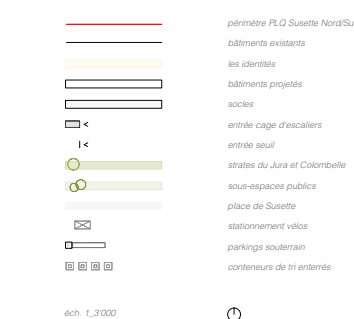 périmètre PLQ Susette Nord/Su
bâtiments existants
les identités
bâtiments projetés
socles
entrée cage d'escaliers
entrée seuil
strates du Jura et Colombelle
sous-espaces publics
place de Susette
stationnement vélos
parkings souterrain
conteneurs de tri enterrés
éch. 1_3'000